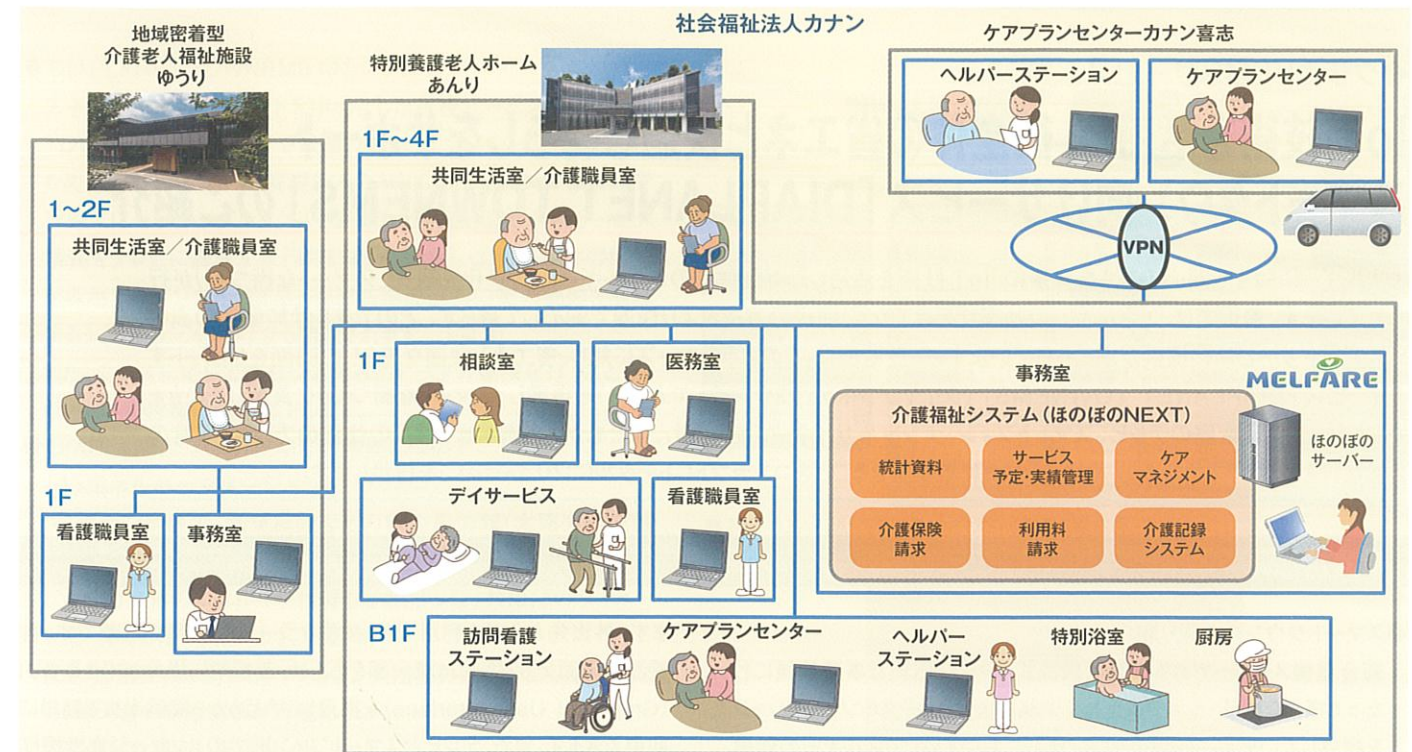 社会福祉法人カナン
地域密着型
介護老人福祉施設
ゆうり
1~2F
共同生活室/介護職員室
1F
看護職員室
事務室
特別養護老人ホーム
あんり
1F~4F
共同生活室/介護職員室
1F
相談室
医務室
デイサービス
看護職員室
B1F
訪問看護
ステーション
ケアプランセンター
ヘルパー
ステーション
特別浴室
厨房
ケアプランセンターカナン喜志
ヘルパーステーション
ケアプランセンター
VPN
事務室
MELFARE
介護福祉システム(ほのぼのNEXT)
統計資料
サービス
予定・実績管理
ケア
マネジメント
介護保険
請求
利用料
請求
介護記録
システム
ほのぼの
サーバー